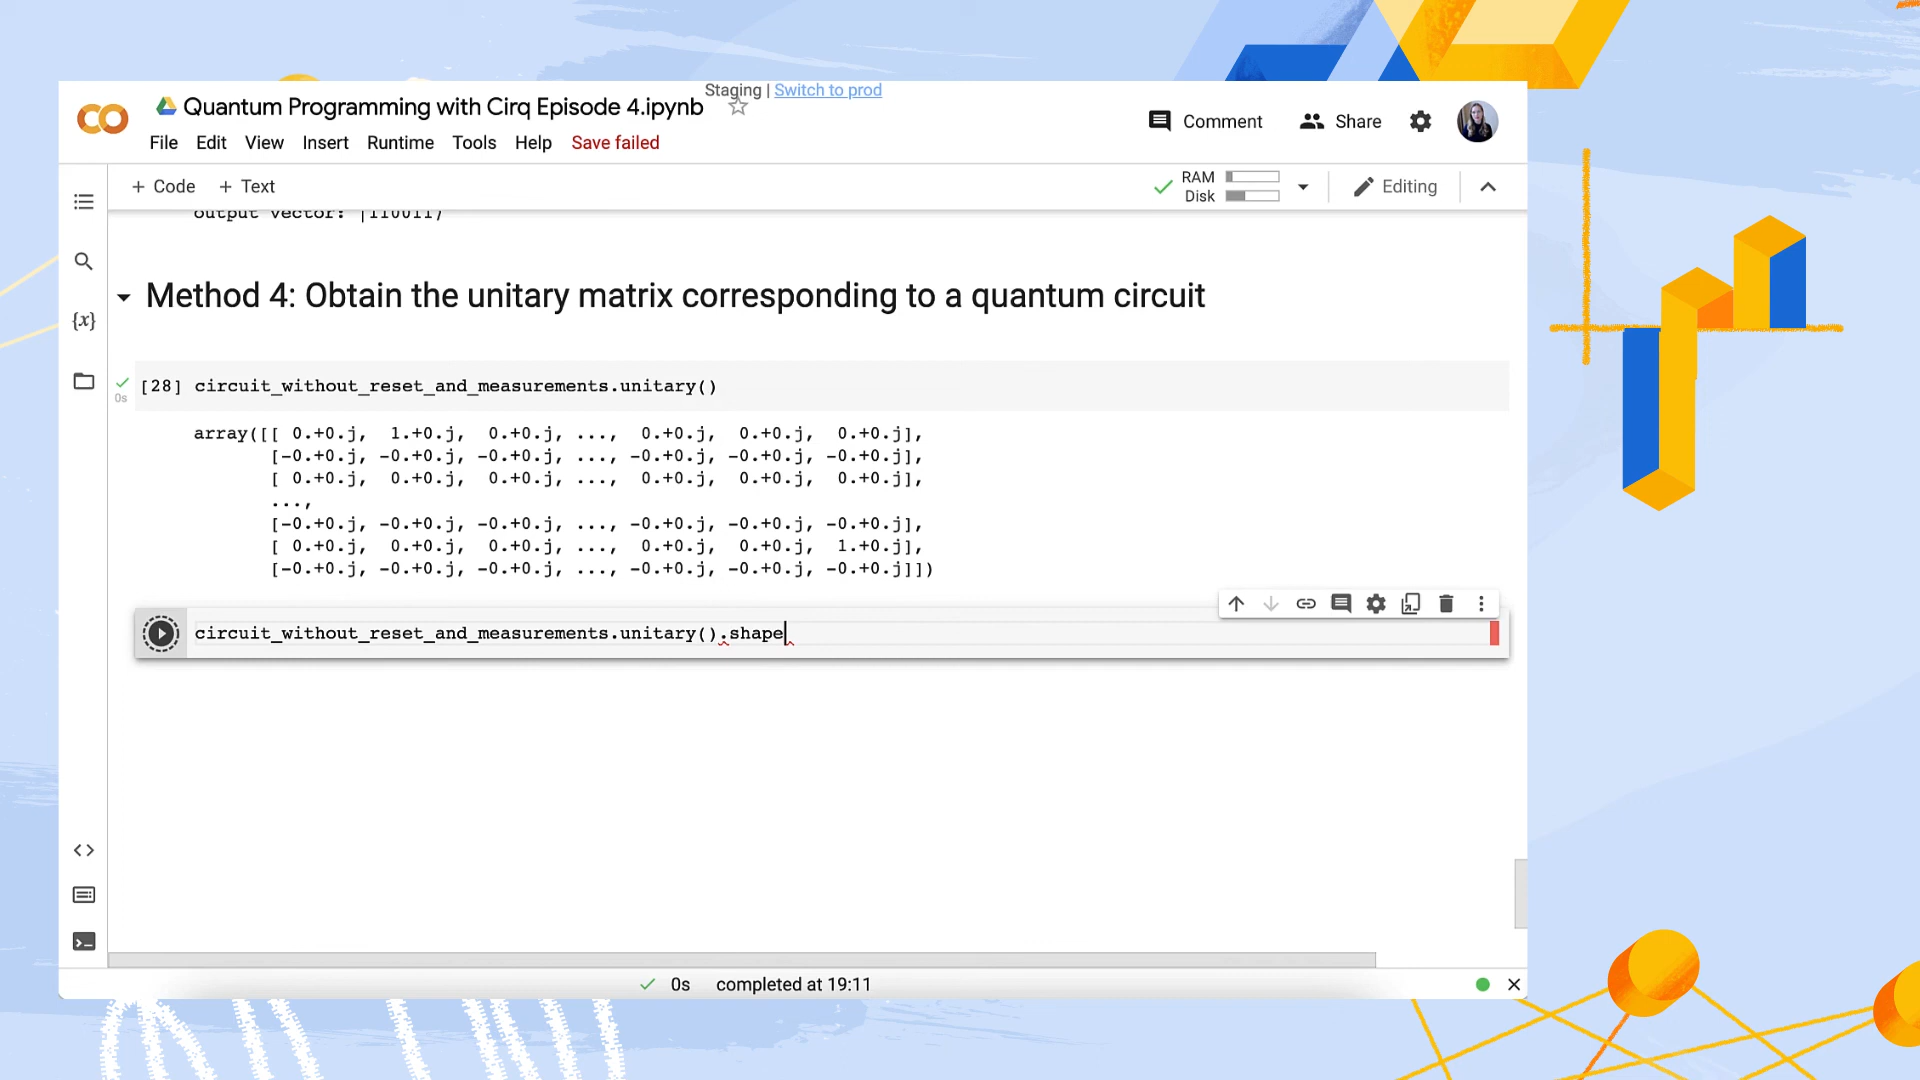 Staging | Switch to prod
Quantum Programming with Cirq Episode 4.ipynb
Comment
Share
File Edit View Insert Runtime Tools Help Save failed
+ Code + Text
RAM
Disk
Editing
output vector: |110011⟩
Method 4: Obtain the unitary matrix corresponding to a quantum circuit
{x}
0s
[28] circuit_without_reset_and_measurements.unitary()
array([[ 0.+0.j, 1.+0.j, 0.+0.j, ..., 0.+0.j, 0.+0.j, 0.+0.j],
[-0.+0.j, -0.+0.j, -0.+0.j, ..., -0.+0.j, -0.+0.j, -0.+0.j],
[ 0.+0.j, 0.+0.j, 0.+0.j, ..., 0.+0.j, 0.+0.j, 0.+0.j],
...,
[-0.+0.j, -0.+0.j, -0.+0.j, ..., -0.+0.j, -0.+0.j, -0.+0.j],
[ 0.+0.j, 0.+0.j, 0.+0.j, ..., 0.+0.j, 0.+0.j, 1.+0.j],
[-0.+0.j, -0.+0.j, -0.+0.j, ..., -0.+0.j, -0.+0.j, -0.+0.j]])
circuit_without_reset_and_measurements.unitary().shape
0s completed at 19:11